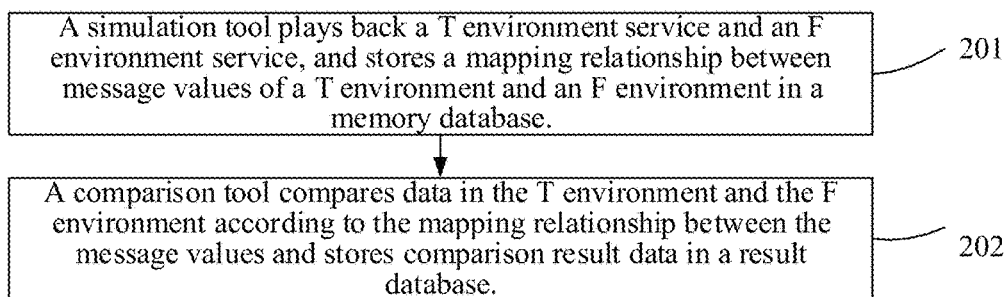 A simulation tool plays back a T environment service and an F
environment service, and stores a mapping relationship between
message values of a T environment and an F environment in a
memory database.
201
A comparison tool compares data in the T environment and the F
environment according to the mapping relationship between
the message values and stores comparison result data in a result
database.
202